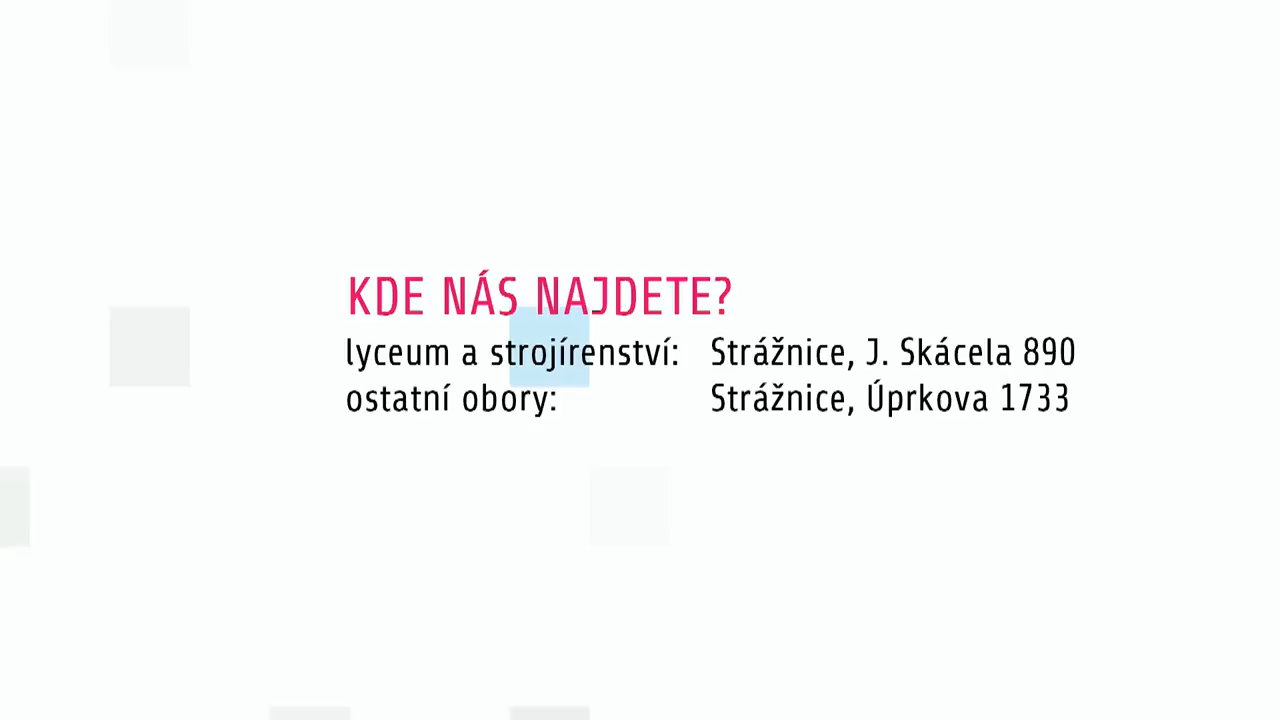 KDE NÁS NAJDETE?
lyceum a strojírenství: Strážnice, J. Skácela 890
ostatní obory: Strážnice, Úprkova 1733